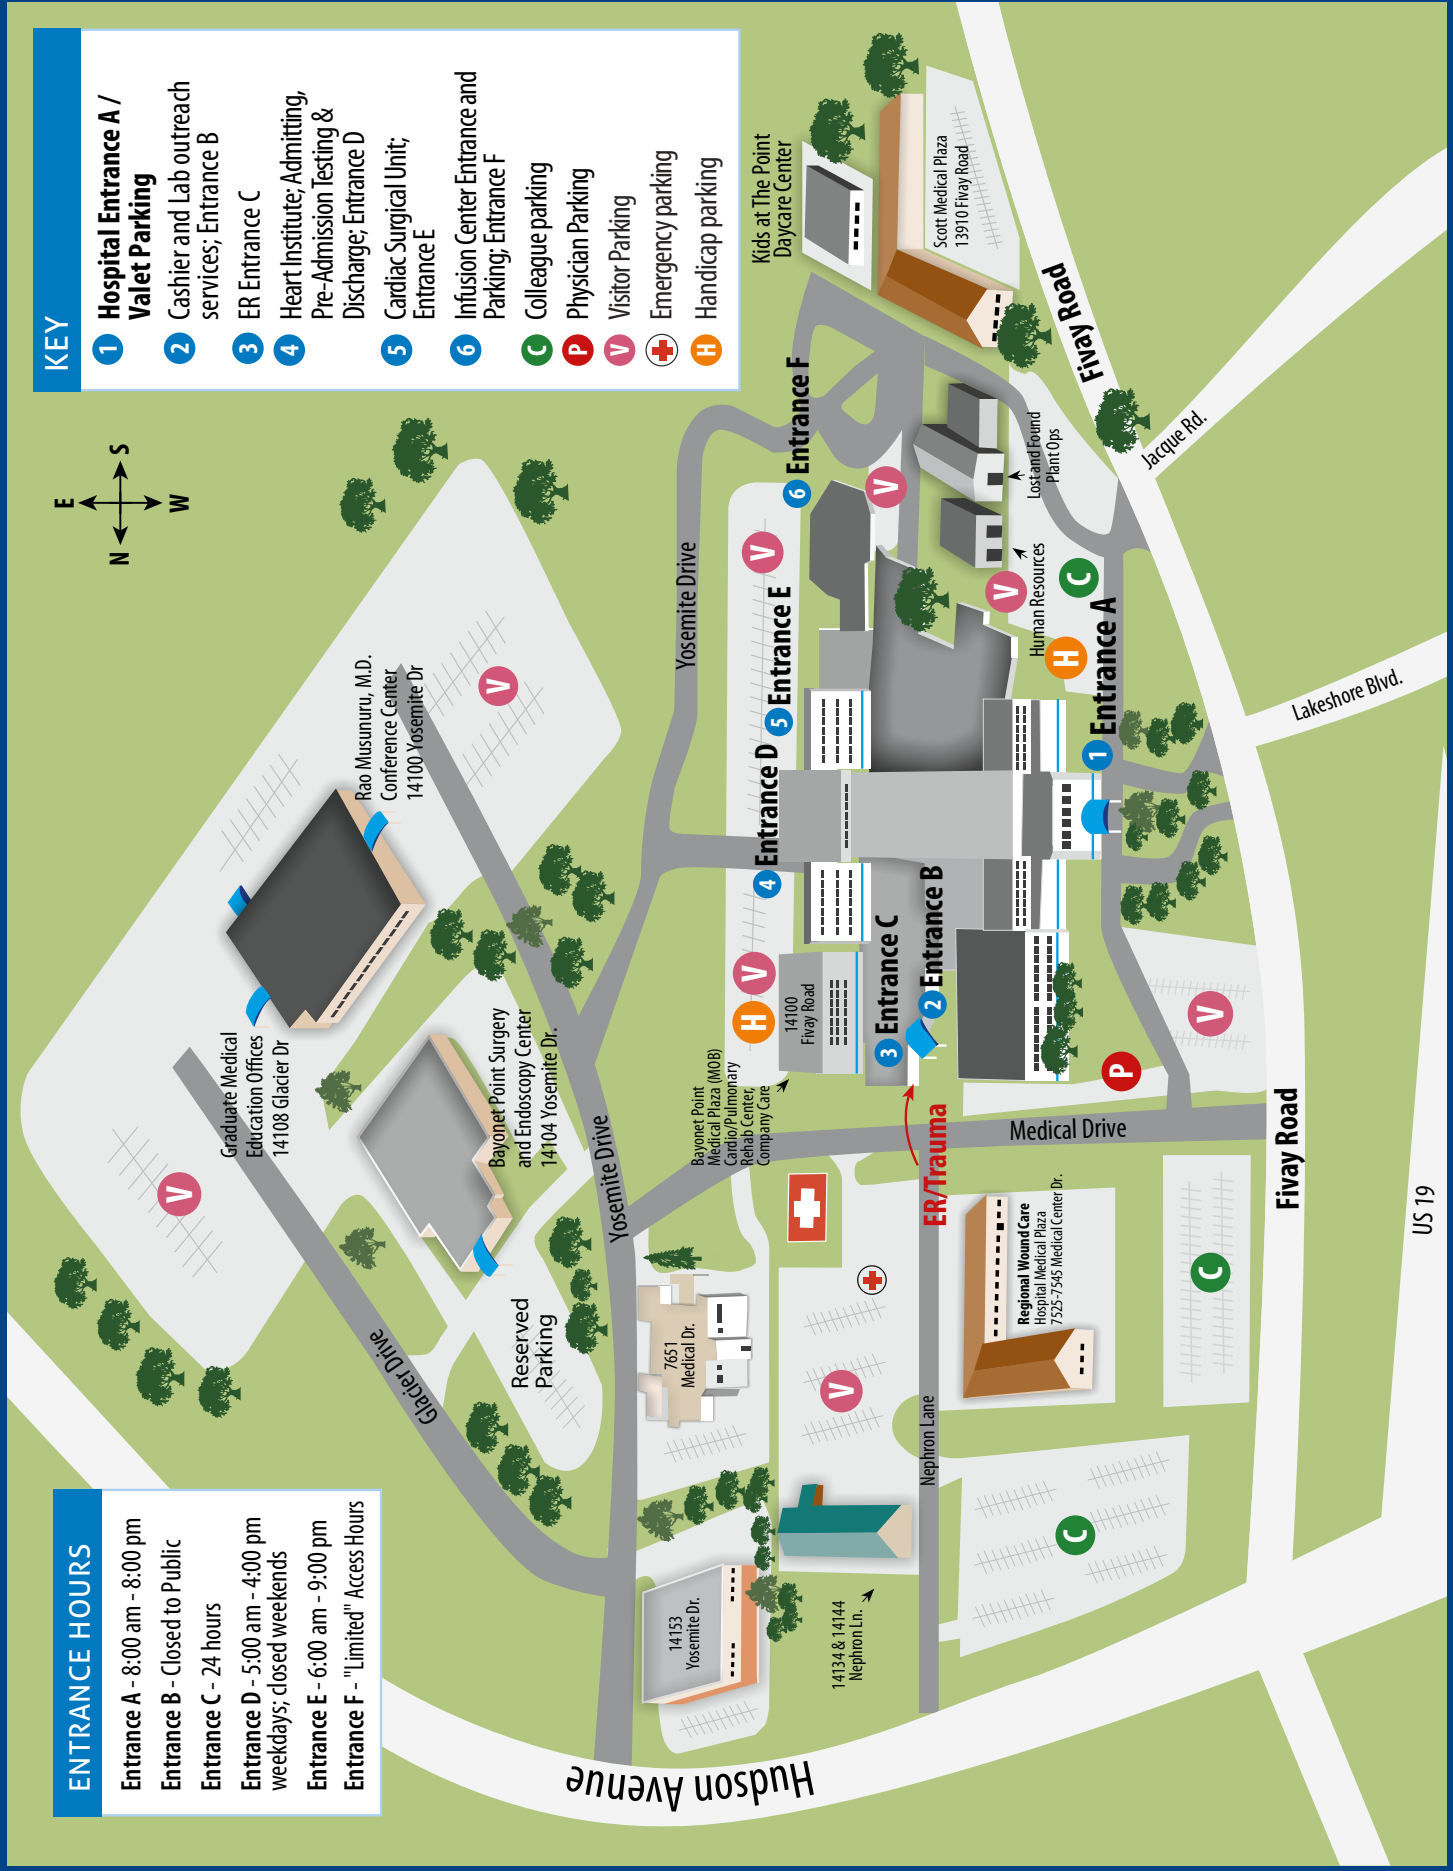 KEY
1 Hospital Entrance A /
Valet Parking
2 Cashier and Lab outreach
services; Entrance B
3 ER Entrance C
4 Heart Institute; Admitting,
Pre-Admission Testing &
Discharge; Entrance D
5 Cardiac Surgical Unit;
Entrance E
6 Infusion Center Entrance and
Parking; Entrance F
C Colleague parking
P Physician Parking
V Visitor Parking
Emergency parking
H Handicap parking
ENTRANCE HOURS
Entrance A - 8:00 am - 8:00 pm
Entrance B - Closed to Public
Entrance C - 24 hours
Entrance D - 5:00 am - 4:00 pm
weekdays; closed weekends
Entrance E - 6:00 am - 9:00 pm
Entrance F - "Limited" Access Hours
N
E
S
W
Graduate Medical
Education Offices
14108 Glacier Dr
V
Rao Musunuru, M.D.
Conference Center
14100 Yosemite Dr
V
Bayonet Point Surgery
and Endoscopy Center
14104 Yosemite Dr.
Glacier Drive
Reserved
Parking
Yosemite Drive
Yosemite Drive
7651
Medical Dr.
14153
Yosemite Dr.
Hudson Avenue
14134 & 14144
Nephron Ln.
Nephron Lane
V
Bayonet Point
Medical Plaza (MOB)
Cardio/Pulmonary
Rehab Center,
Company Care
14100
Fivay Road
H
V
4 Entrance D
5 Entrance E
V
6 Entrance F
V
Kids at The Point
Daycare Center
Scott Medical Plaza
13910 Fivay Road
Lost and Found
Plant Ops
Human Resources
V
C
H
1 Entrance A
3 Entrance C
2 Entrance B
ER/Trauma
Medical Drive
P
V
Regional Wound Care
Hospital Medical Plaza
7525-7545 Medical Center Dr.
C
C
Fivay Road
Fivay Road
Jacque Rd.
Lakeshore Blvd.
US 19